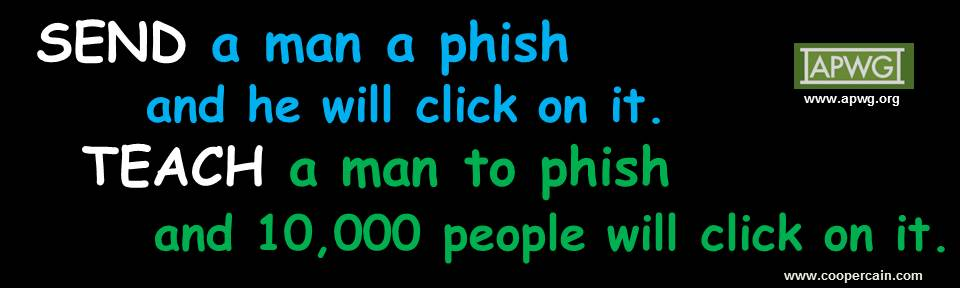 SEND a man a phish
and he will click on it.
APWG
www.apwg.org
TEACH a man to phish
and 10,000 people will click on it.
www.coopercain.com